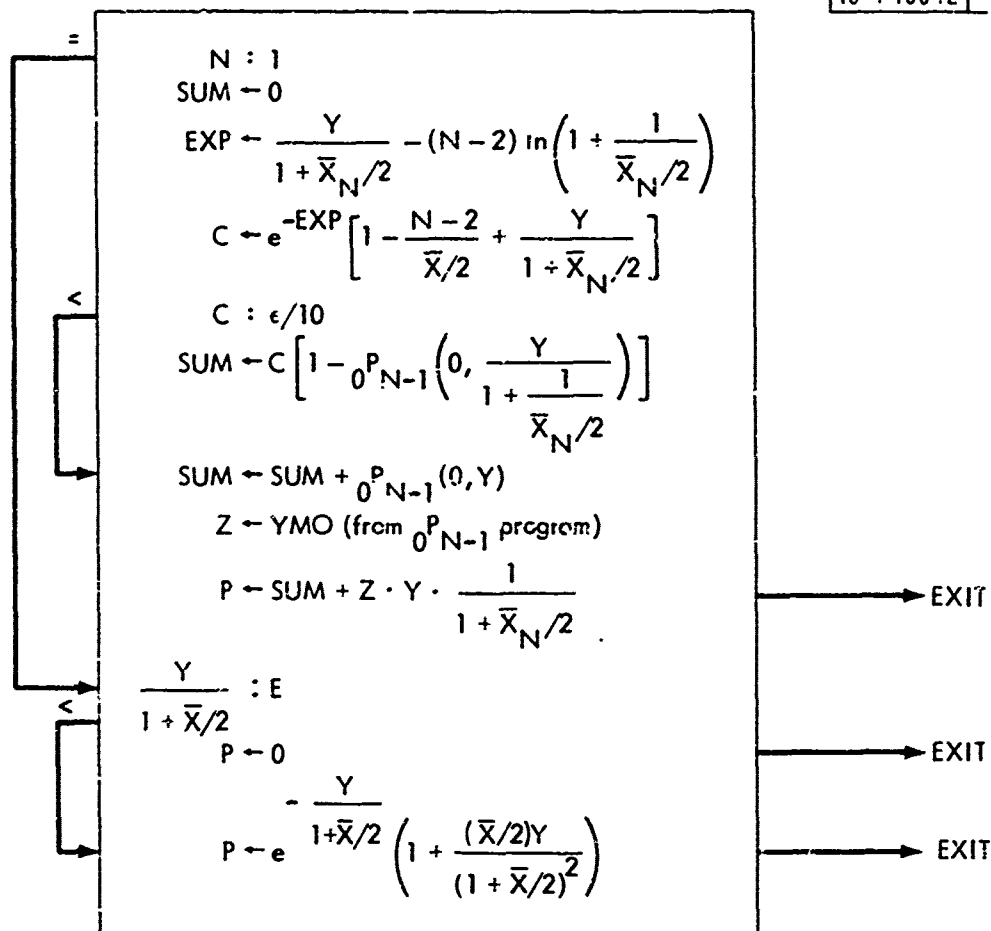 =
N : 1
SUM ← 0
EXP ← Y / (1 + X̄_N/2) − (N − 2) ln(1 + 1 / (X̄_N/2))
C ← e^−EXP [1 − (N − 2) / (X̄/2) + Y / (1 + X̄_N/2)]
<
C : ϵ/10
SUM ← C [1 − ₀P_N−1 (0, Y / (1 + 1 / (X̄_N/2)))]
SUM ← SUM + ₀P_N−1 (0, Y)
Z ← YMO (from ₀P_N−1 program)
P ← SUM + Z · Y · 1 / (1 + X̄_N/2) . EXIT
Y / (1 + X̄/2) : E
<
P ← 0 EXIT
P ← e^(− Y / (1+X̄/2)) (1 + (X̄/2)Y / (1 + X̄/2)^2) EXIT